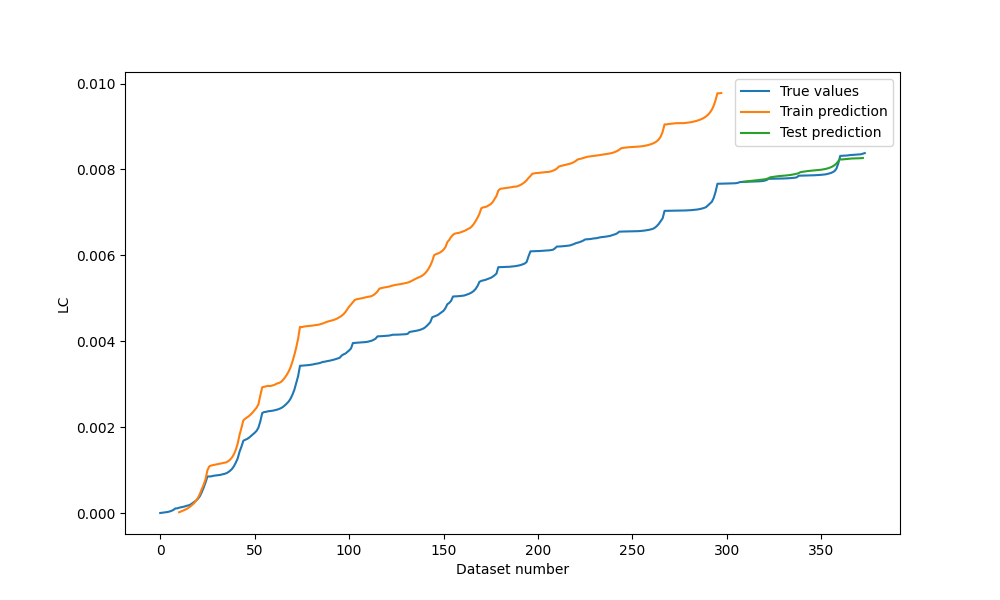 0.010
0.008
0.006
0.004
0.002
0.000
LC
0 50 100 150 200 250 300 350
Dataset number
True values
Train prediction
Test prediction